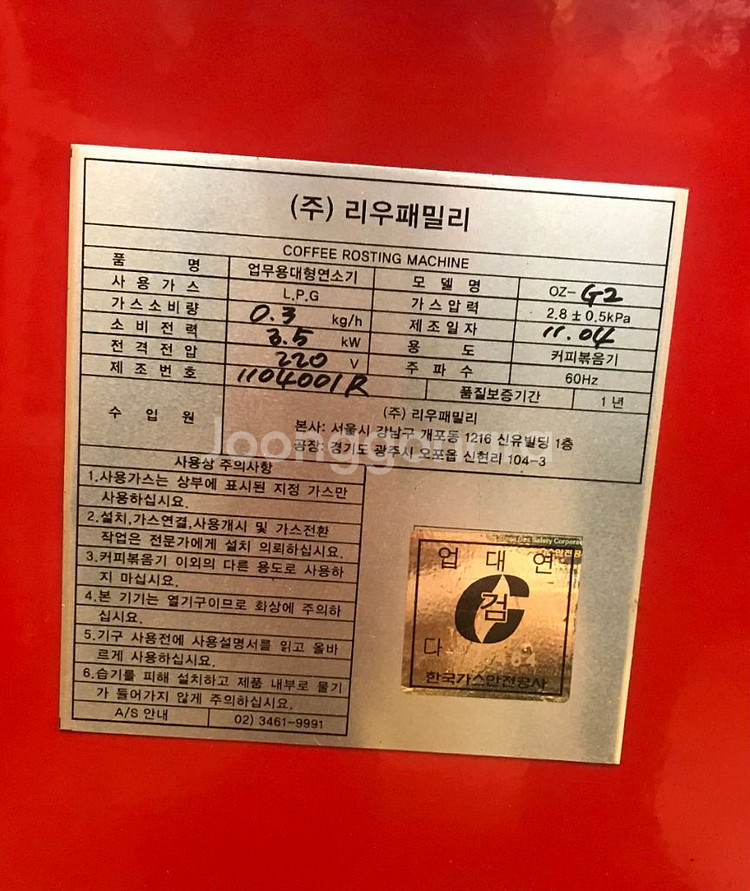 (주) 리우패밀리
COFFEE ROSTING MACHINE
품 명 업무용대형연소기 모 델 명 OZ-G2
사 용 가 스 L.P.G 가 스 압 력 2.8 ± 0.5kPa
가스소비량 0.3 kg/h 제 조 일 자 11.04
소 비 전 력 3.5 kW 용 도 커피볶음기
전 격 전 압 220 V 주 파 수 60Hz
제 조 번 호 1104001R 품질보증기간 1 년
수 입 원 (주) 리우패밀리
본사: 서울시 강남구 개포동 1216 신유빌딩 1층
공장: 경기도 광주시 오포읍 신현리 104-3
Joonggonara
사용상 주의사항
1.사용가스는 상부에 표시된 지정 가스만
사용하십시요.
2.설치,가스연결,사용개시 및 가스전환
작업은 전문가에게 설치 의뢰하십시요.
3.커피볶음기 이외의 다른 용도로 사용하
지 마십시요.
4.본 기기는 열기구이므로 화상에 주의하
십시요.
5.기구 사용전에 사용설명서를 읽고 올바
르게 사용하십시요.
6.습기를 피해 설치하고 제품 내부로 물기
가 들어가지 않게 주의하십시요.
A/S 안내 02) 3461-9991
Safety Corpora
업 대 연
검
다
한국가스안전공사